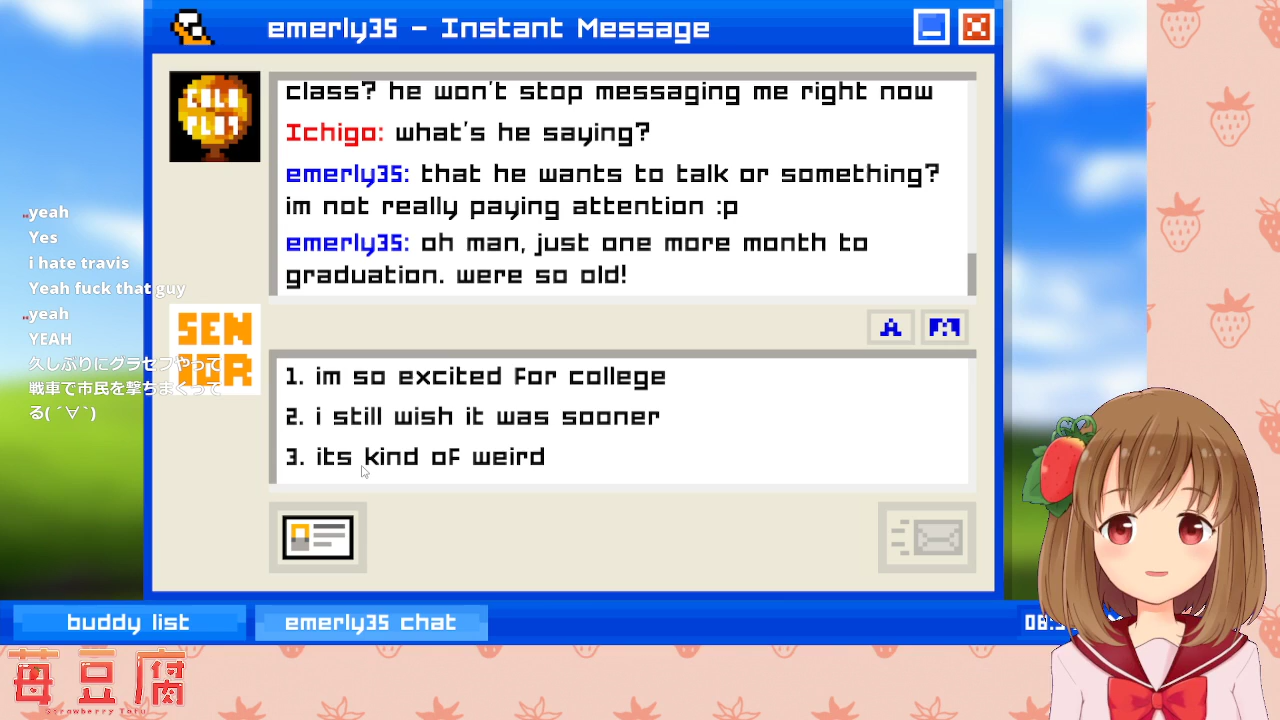 emerly35 - Instant Message
COLD
PLAY
class? he won't stop messaging me right now
Ichigo: what's he saying?
emerly35: that he wants to talk or something?
im not really paying attention :p
emerly35: oh man, just one more month to
graduation. were so old!
yeah
Yes
i hate travis
Yeah fuck that guy
yeah
YEAH
久しぶりにグラセフやって
戦車で市民を撃ちまくって
る( ´∀`)
SEN
IOR
A
M
1. im so excited for college
2. i still wish it was sooner
3. its kind of weird
buddy list
emerly35 chat
苺豆腐
Strawberry Tofu